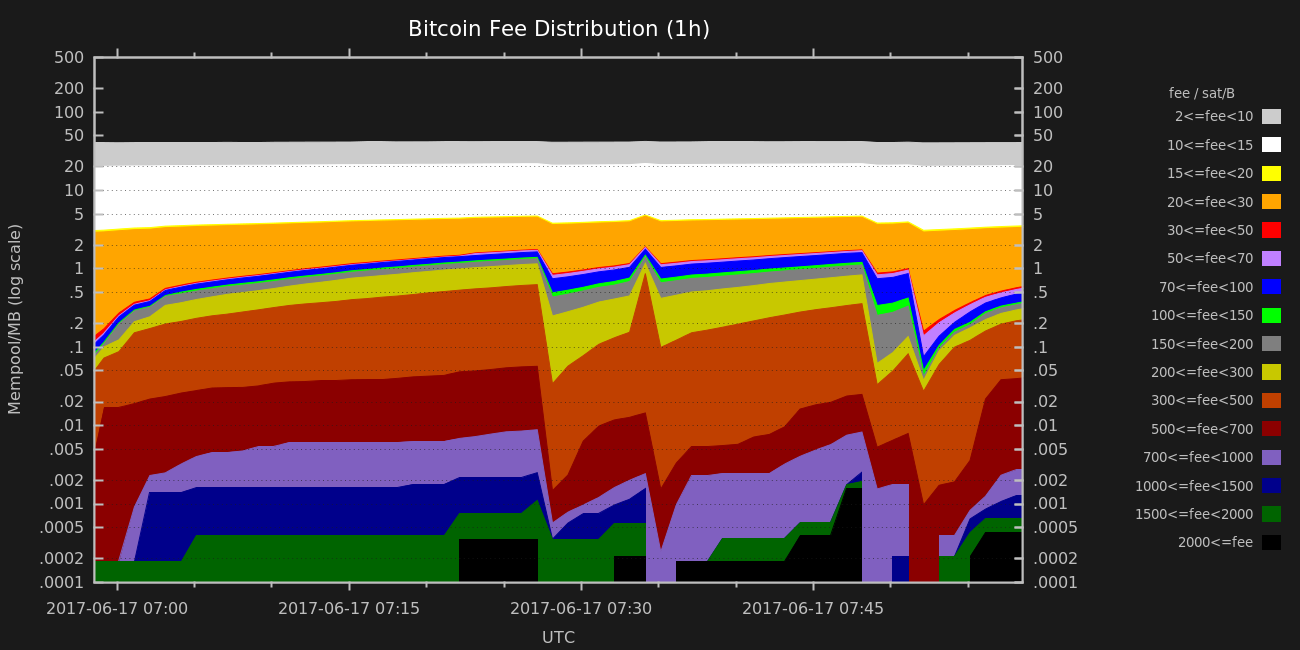 Bitcoin Fee Distribution (1h)
500
200
100
50
20
10
5
2
1
.5
.2
.1
.05
.02
.01
.005
.002
.001
.0005
.0002
.0001
Mempool/MB (log scale)
500
200
100
50
20
10
5
2
1
.5
.2
.1
.05
.02
.01
.005
.002
.001
.0005
.0002
.0001
2017-06-17 07:00
2017-06-17 07:15
2017-06-17 07:30
2017-06-17 07:45
UTC
fee / sat/B
2<=fee<10
10<=fee<15
15<=fee<20
20<=fee<30
30<=fee<50
50<=fee<70
70<=fee<100
100<=fee<150
150<=fee<200
200<=fee<300
300<=fee<500
500<=fee<700
700<=fee<1000
1000<=fee<1500
1500<=fee<2000
2000<=fee